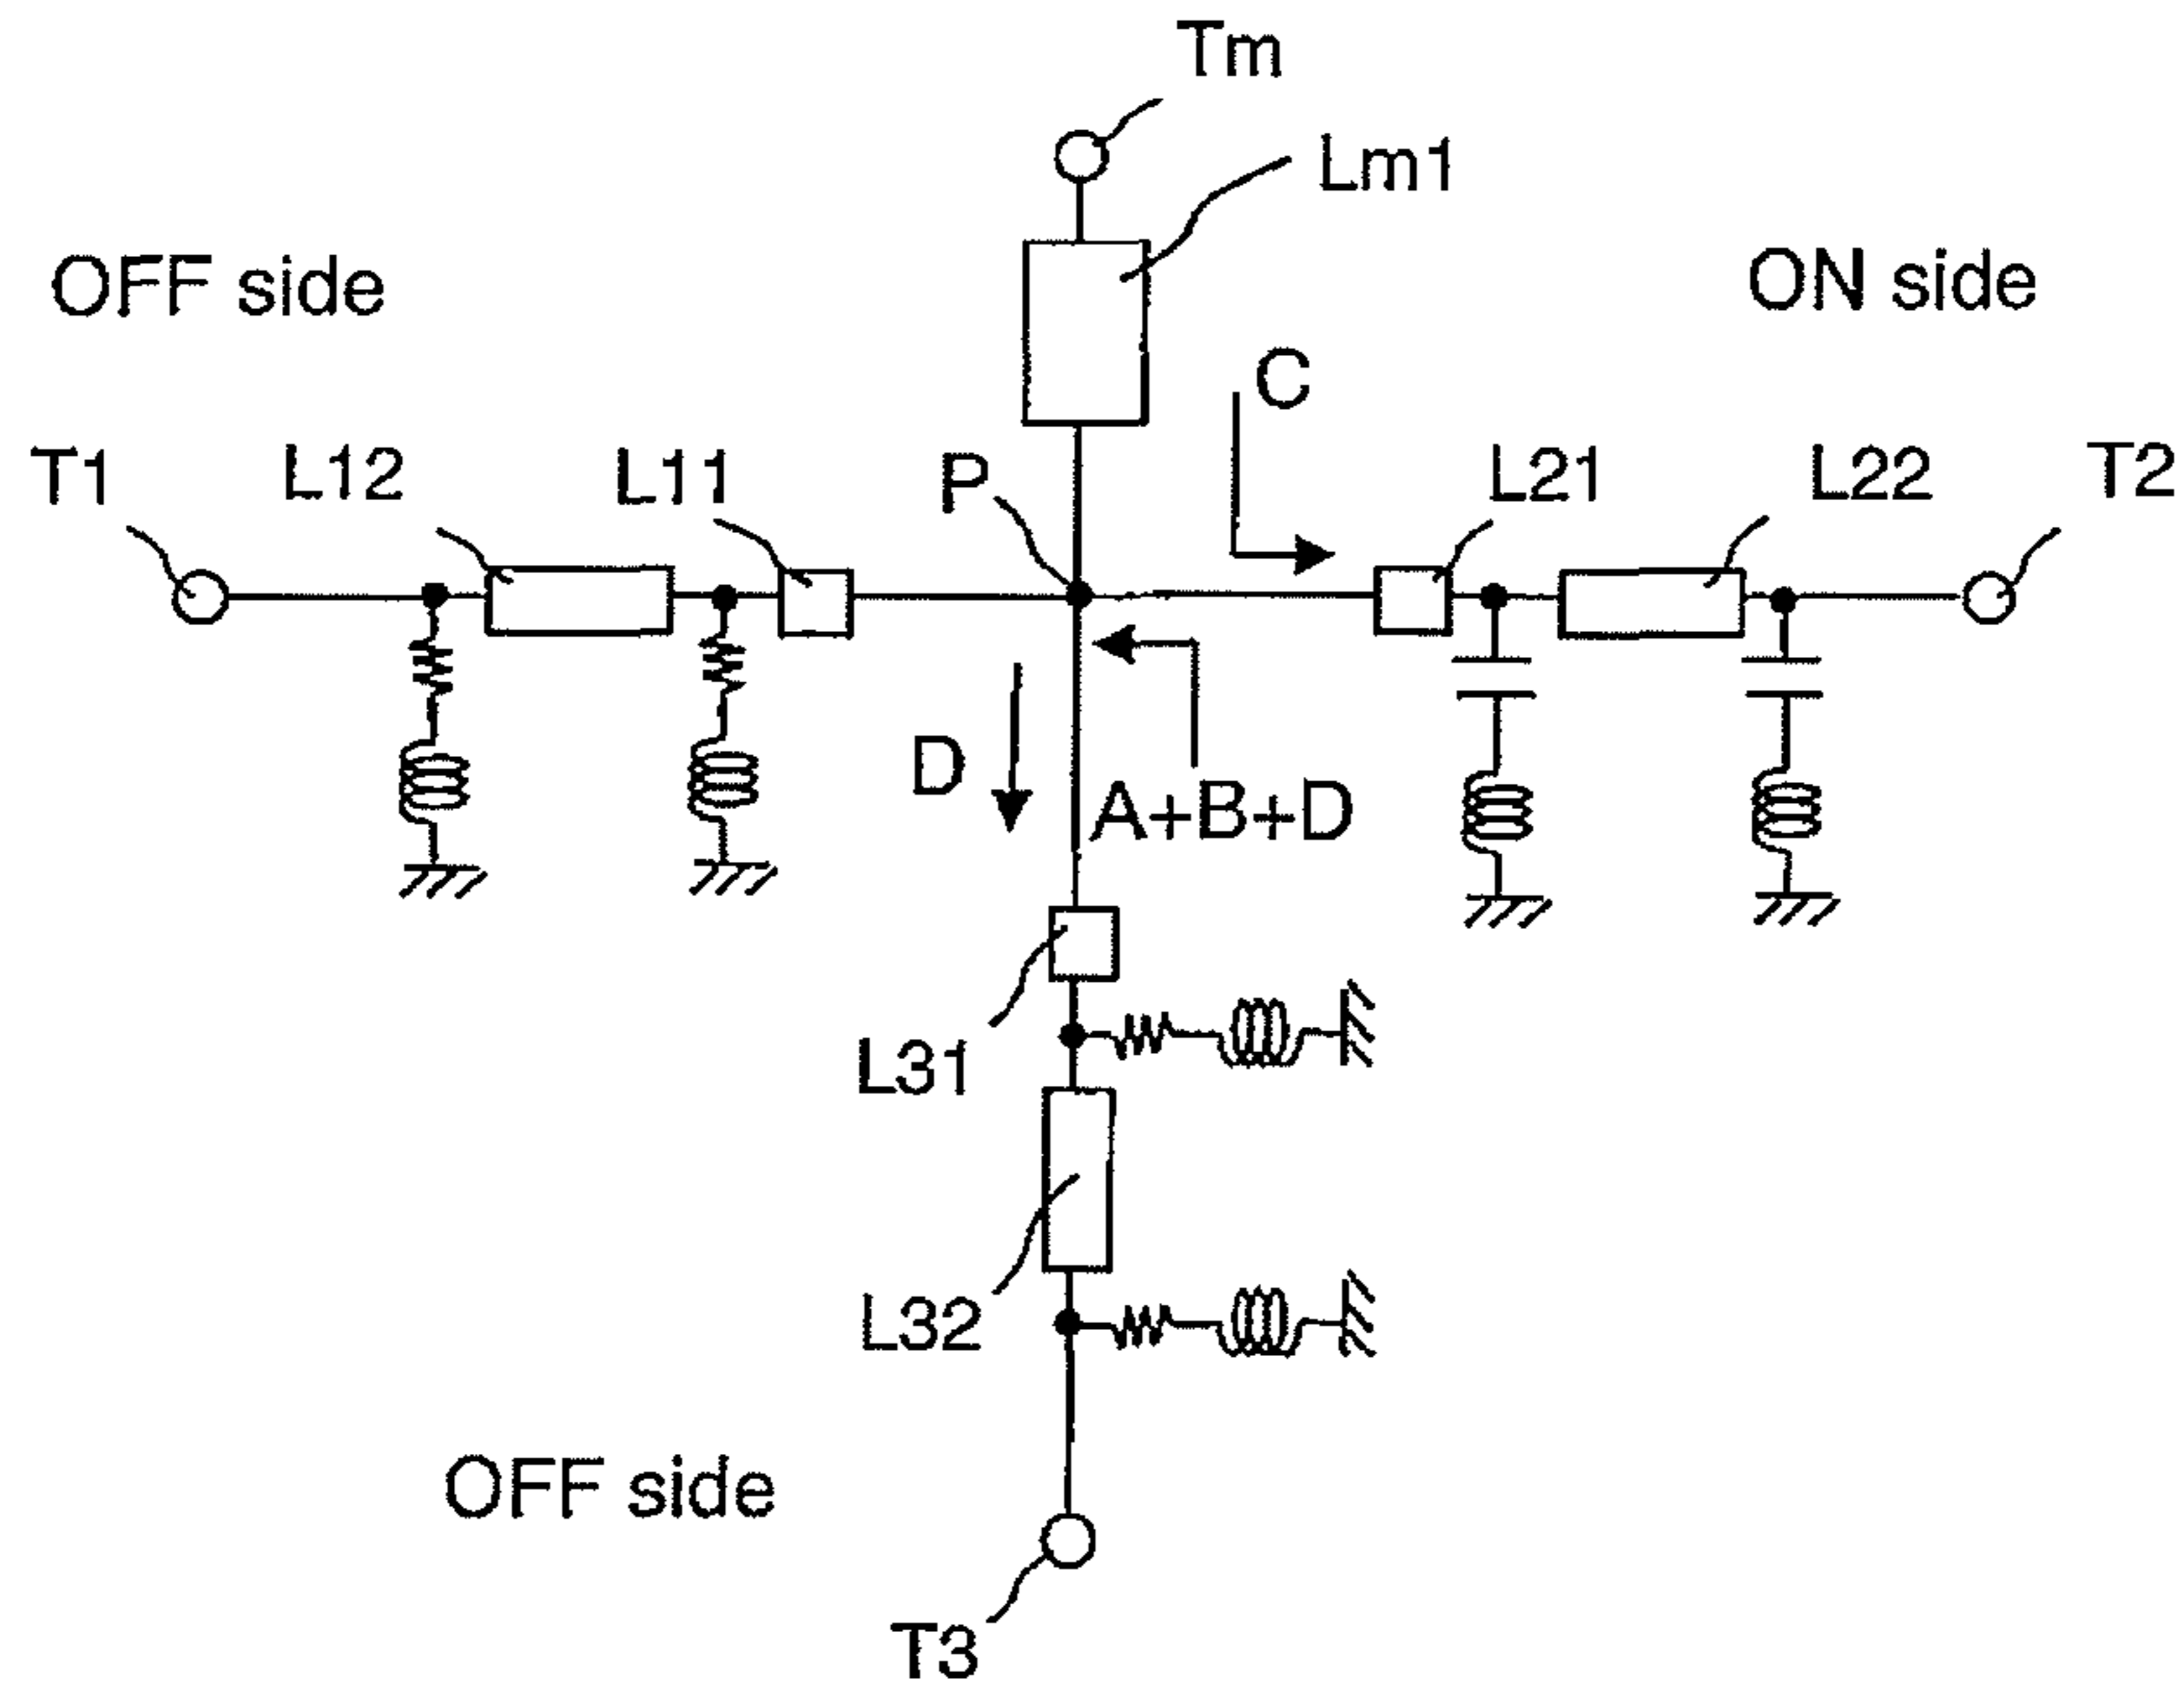 Tm
Lm1
OFF side
ON side
C
T1
L12
L11
P
L21
L22
T2
D
A+B+D
L31
L32
OFF side
T3